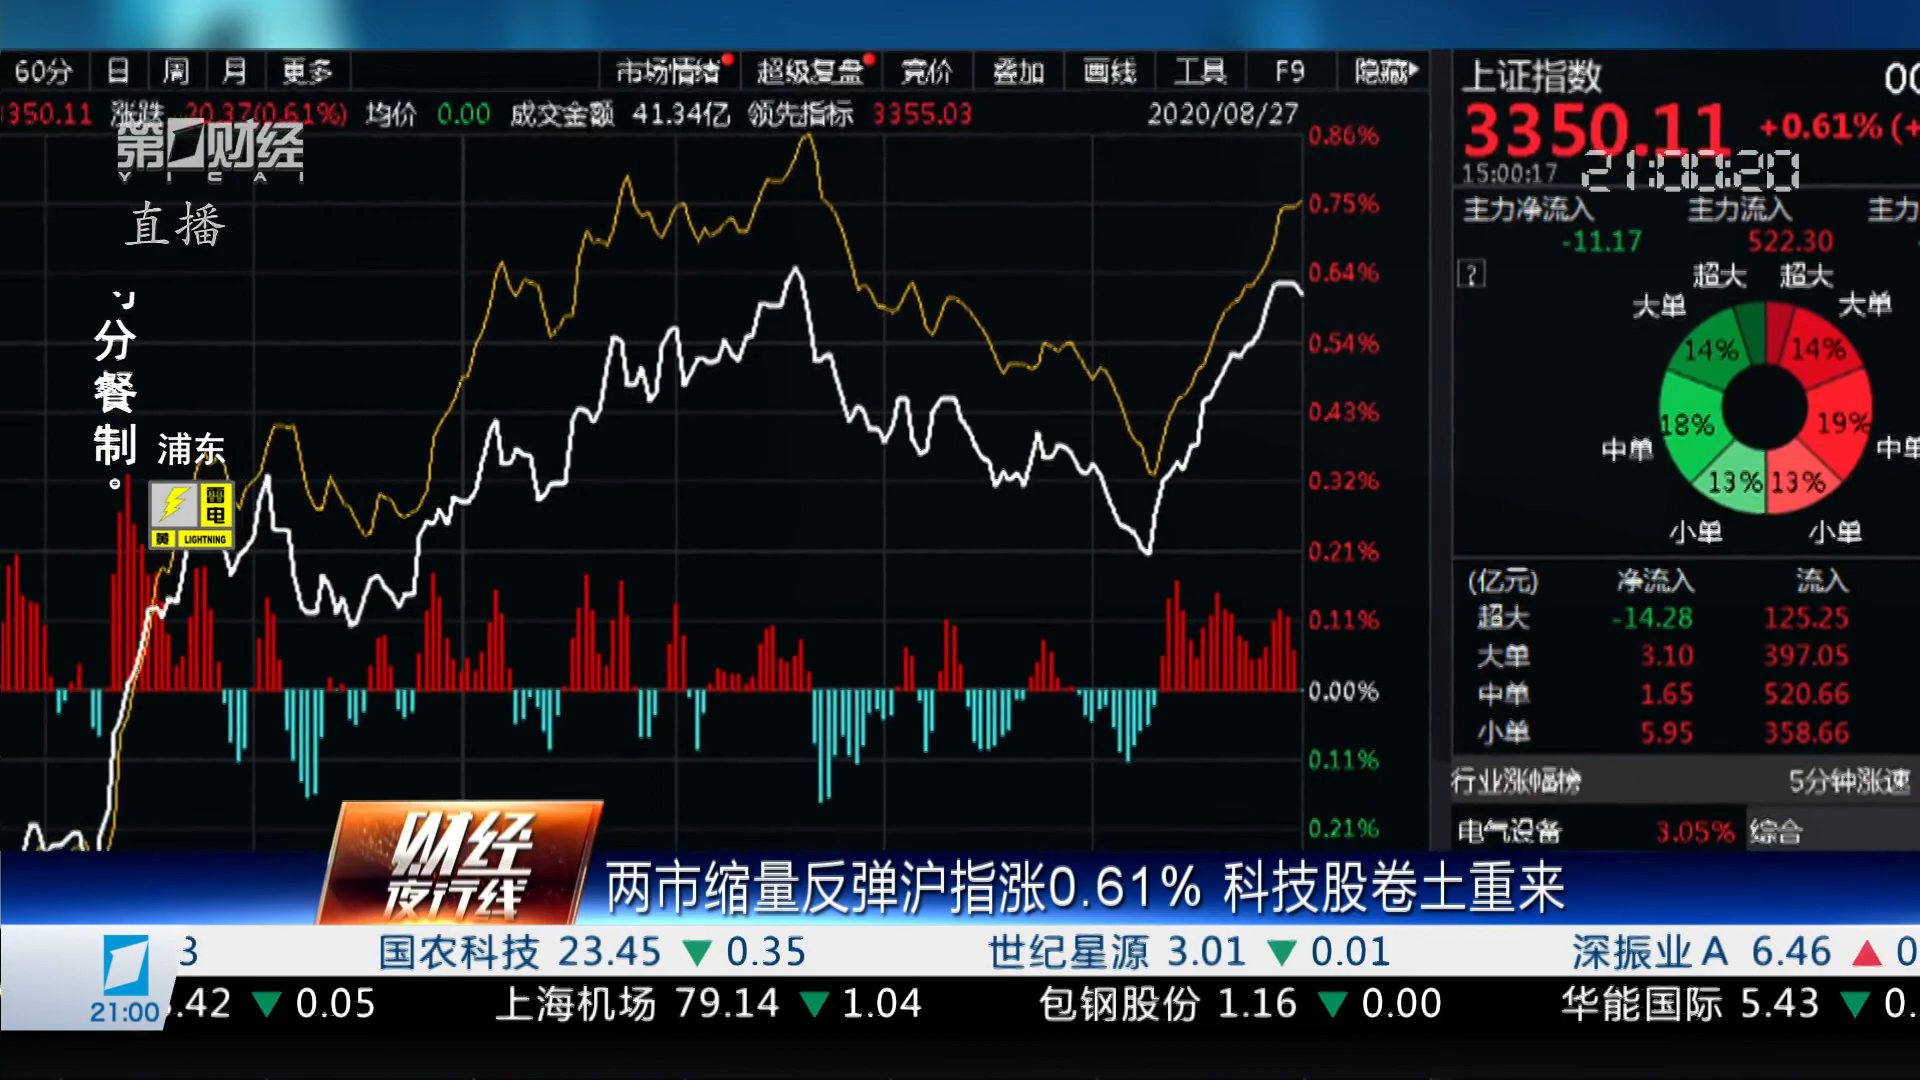 60分 日 周 月 更多 市场情绪 超级复盘 竞价 叠加 画线 工具 F9 隐藏
3350.11 涨跌 20.37(0.61%) 均价 0.00 成交金额 41.34亿 领先指标 3355.03 2020/08/27
第一财经
YICAI
直播
分餐制。
浦东
雷电
黄 LIGHTNING
0.86%
0.75%
0.64%
0.54%
0.43%
0.32%
0.21%
0.11%
0.00%
0.11%
0.21%
上证指数 00
3350.11 +0.61% (+
15:00:17 21:00:20
主力净流入 主力流入 主力
-11.17 522.30
?
超大 超大
大单 大单
14% 14%
18% 19%
中单 中单
13% 13%
小单 小单
(亿元) 净流入 流入
超大 -14.28 125.25
大单 3.10 397.05
中单 1.65 520.66
小单 5.95 358.66
行业涨幅榜 5分钟涨速
电气设备 3.05% 综合
财经夜行线
两市缩量反弹沪指涨0.61% 科技股卷土重来
3 国农科技 23.45 ▼ 0.35 世纪星源 3.01 ▼ 0.01 深振业A 6.46 ▲ 0
21:00 .42 ▼ 0.05 上海机场 79.14 ▼ 1.04 包钢股份 1.16 ▼ 0.00 华能国际 5.43 ▼ 0.